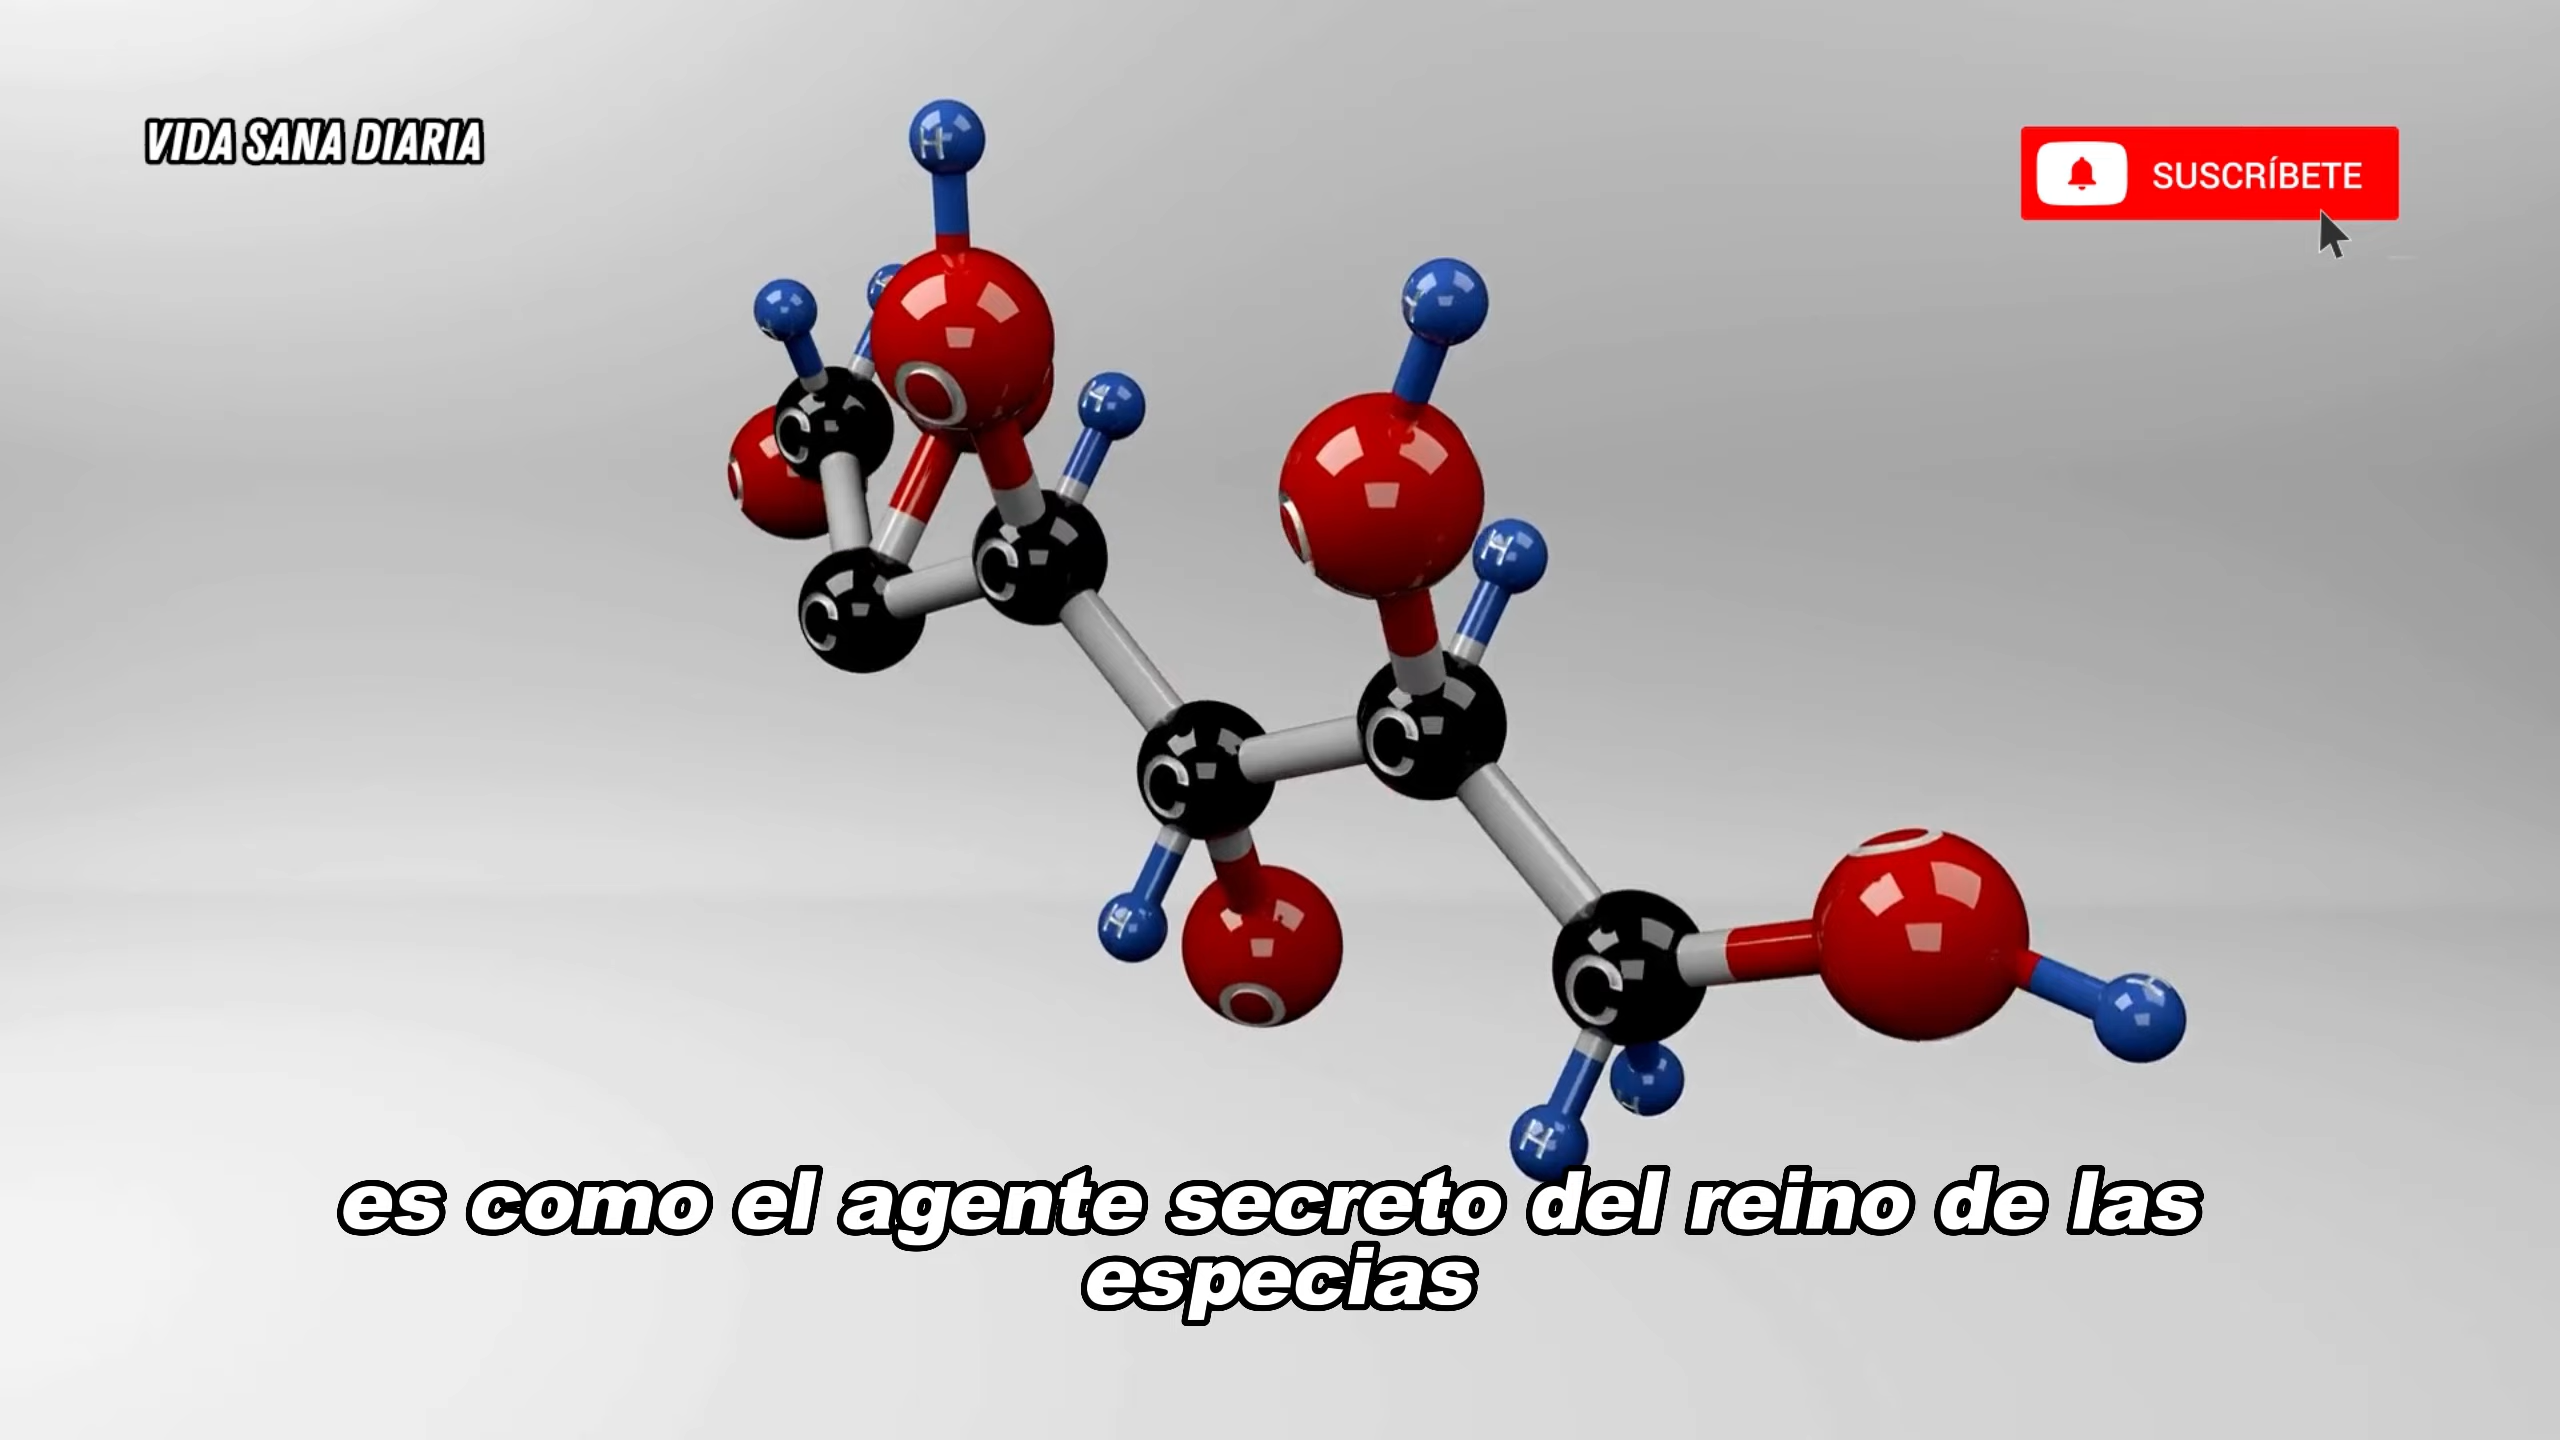 VIDA SANA DIARIA
SUSCRÍBETE
H
H
H
O
H
C
O
H
O
H
C
C
C
C
H
O
C
O
H
H
H
es como el agente secreto del reino de las
especias